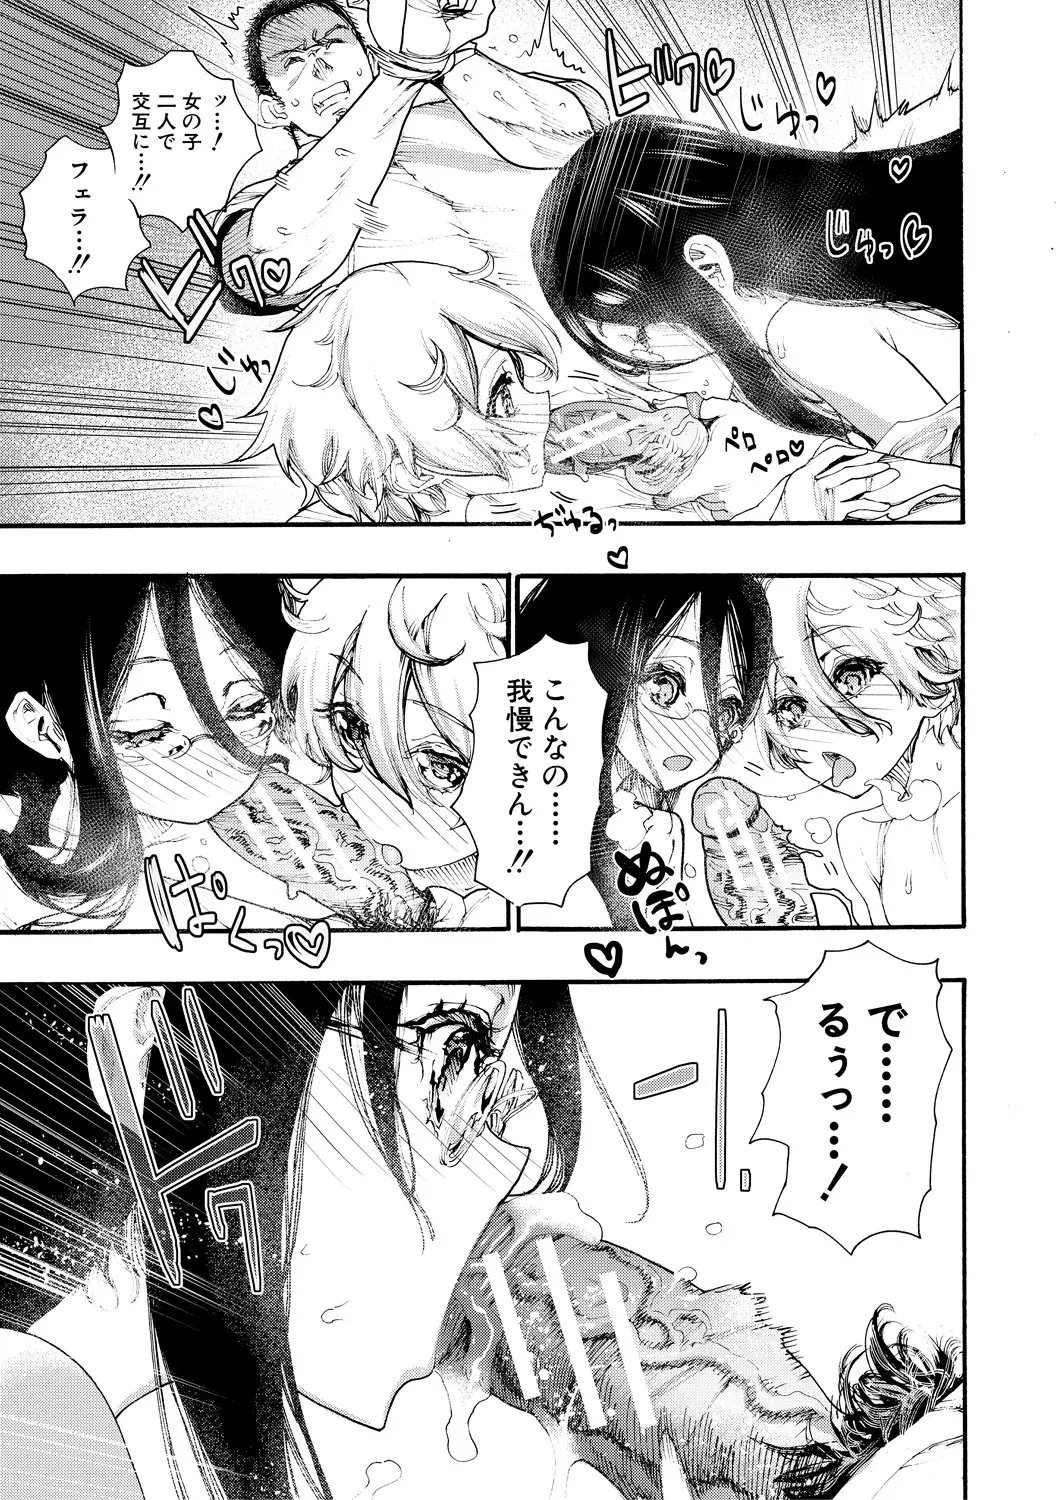 ビクッ♡
じゅっ
じゅっ♡
ッ…！
女の子
二人で
交互に…!!
フェラ…!!
ビクッ♡
じゅっ
ペロ
ペロ
ぢゅるっ
こんなの……
我慢できん…!!
ぬぽんっ
ぱくっ♡
で……
るぅっ…！
ドクッ